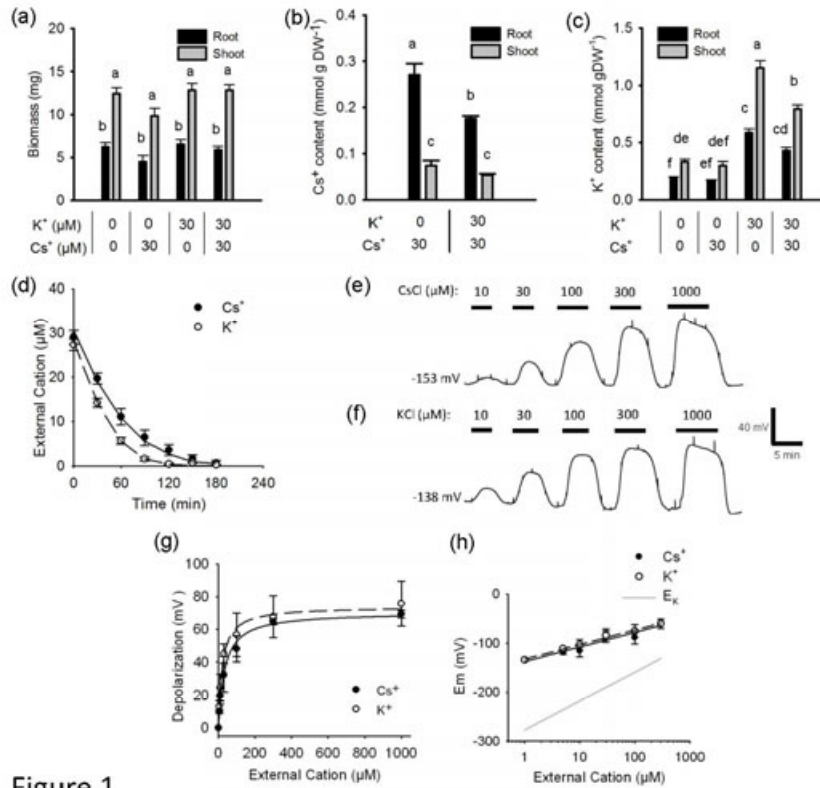 (a)
Biomass (mg)
20
15
10
5
0
Root
Shoot
b a b a b a b a
K⁺ (µM) 0 0 30 30
Cs⁺ (µM) 0 30 0 30
(b)
Cs⁺ content (mmol g DW⁻¹)
0.4
0.3
0.2
0.1
0.0
Root
Shoot
a c b c
K⁺ 0 30
Cs⁺ 30 30
(c)
K⁺ content (mmol gDW⁻¹)
1.5
1.0
0.5
0.0
Root
Shoot
f de ef def c a cd b
K⁺ 0 0 30 30
Cs⁺ 0 30 0 30
(d)
External Cation (µM)
40
30
20
10
0
Cs⁺
K⁺
0 60 120 180 240
Time (min)
(e)
CsCl (µM): 10 30 100 300 1000
-153 mV
(f)
KCl (µM): 10 30 100 300 1000
-138 mV
40 mV
5 min
(g)
Depolarization (mV )
100
80
60
40
20
0
Cs⁺
K⁺
0 200 400 600 800 1000
External Cation (µM)
(h)
Cs⁺
K⁺
E_K
Em (mV)
0
-100
-200
-300
1 10 100 1000
External Cation (µM)
Figure 1